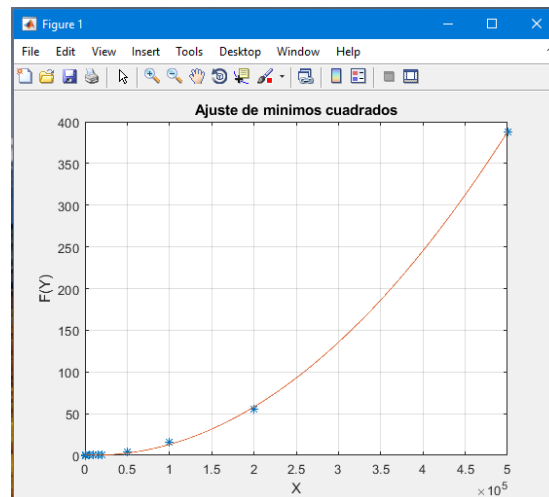 Figure 1
File Edit View Insert Tools Desktop Window Help
Ajuste de minimos cuadrados
400
350
300
250
200
150
100
50
0
F(Y)
0 0.5 1 1.5 2 2.5 3 3.5 4 4.5 5
X
× 10⁵